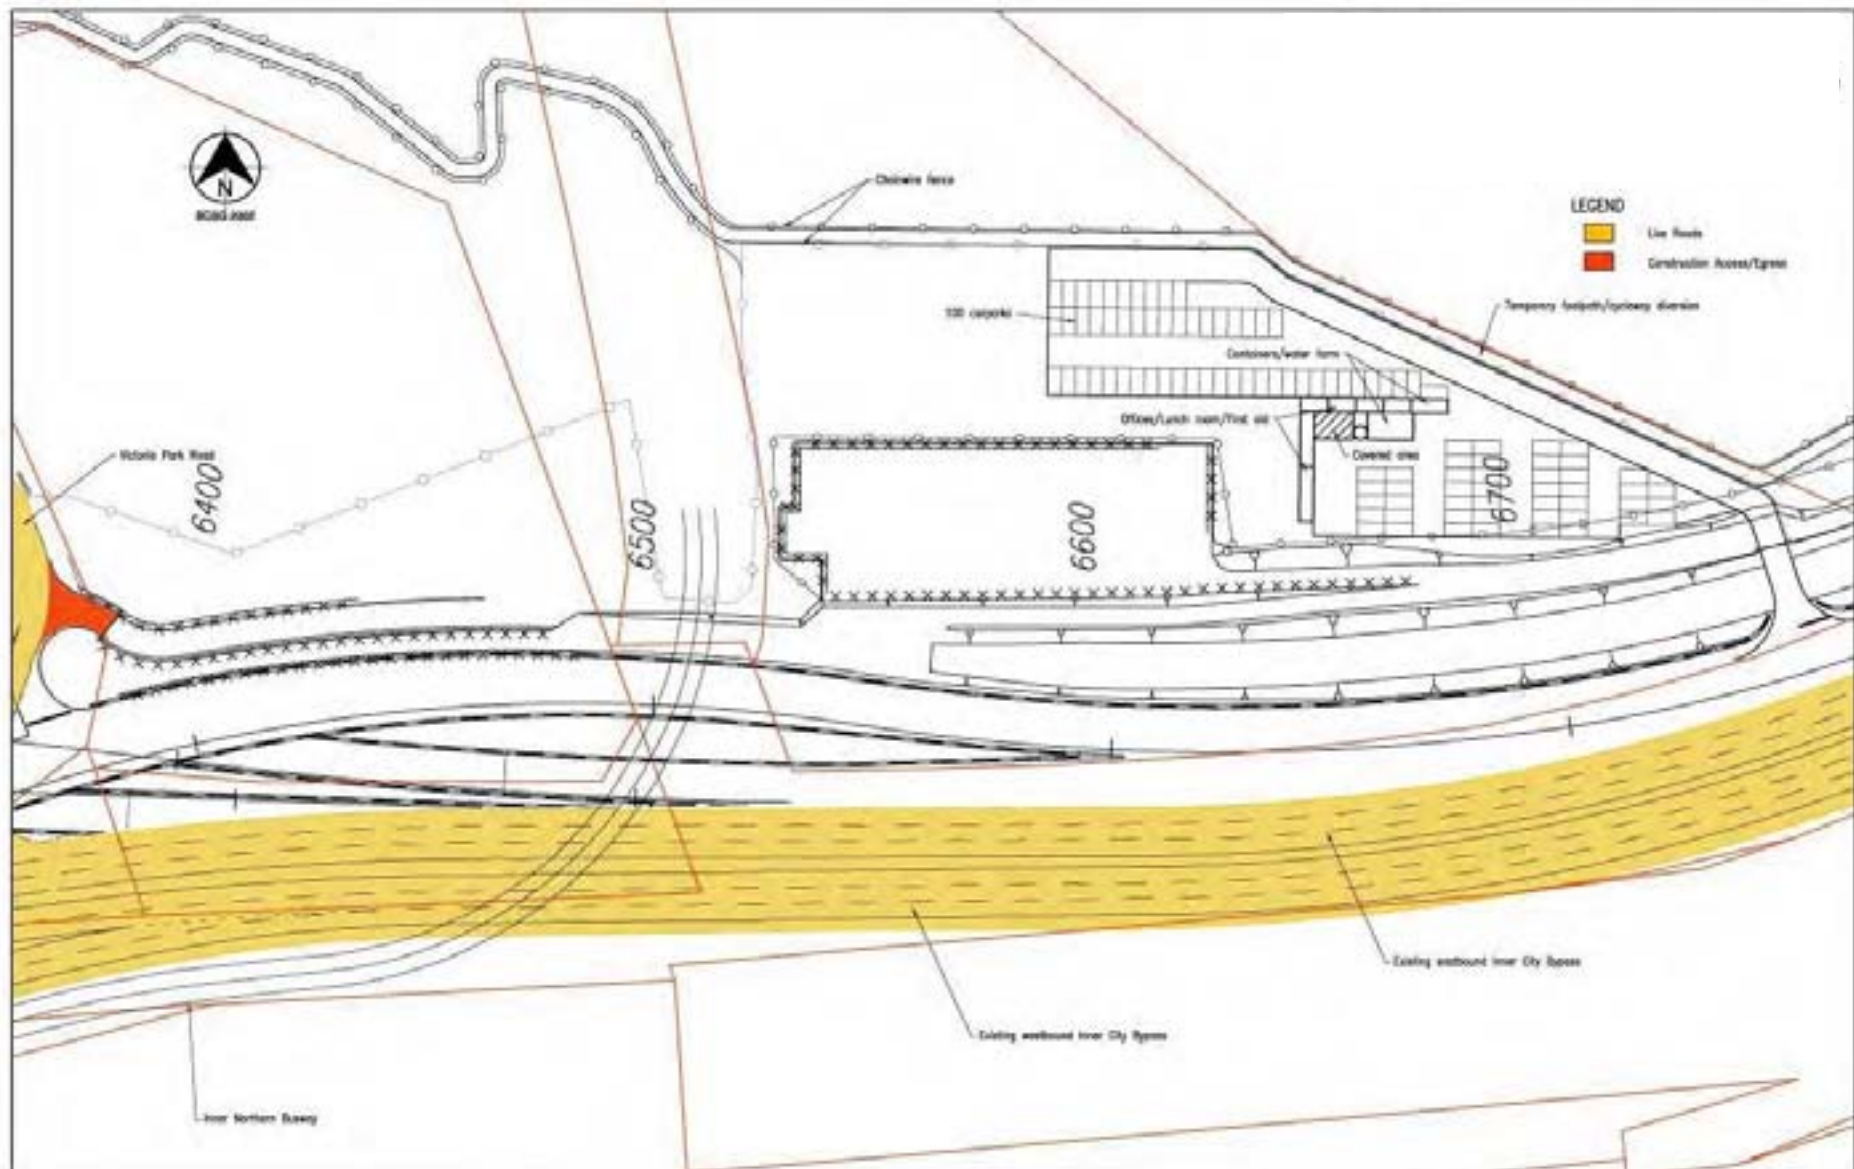 N
Chainwire fence
LEGEND
Live Roads
Construction Access/Egress
Temporary footpath/cycleway diversion
100 carparks
Containers/water farm
Offices/Lunch room/First aid
Covered area
Victoria Park Road
6400
6500
6600
6700
Existing eastbound Inner City Bypass
Existing westbound Inner City Bypass
Inner Northern Busway